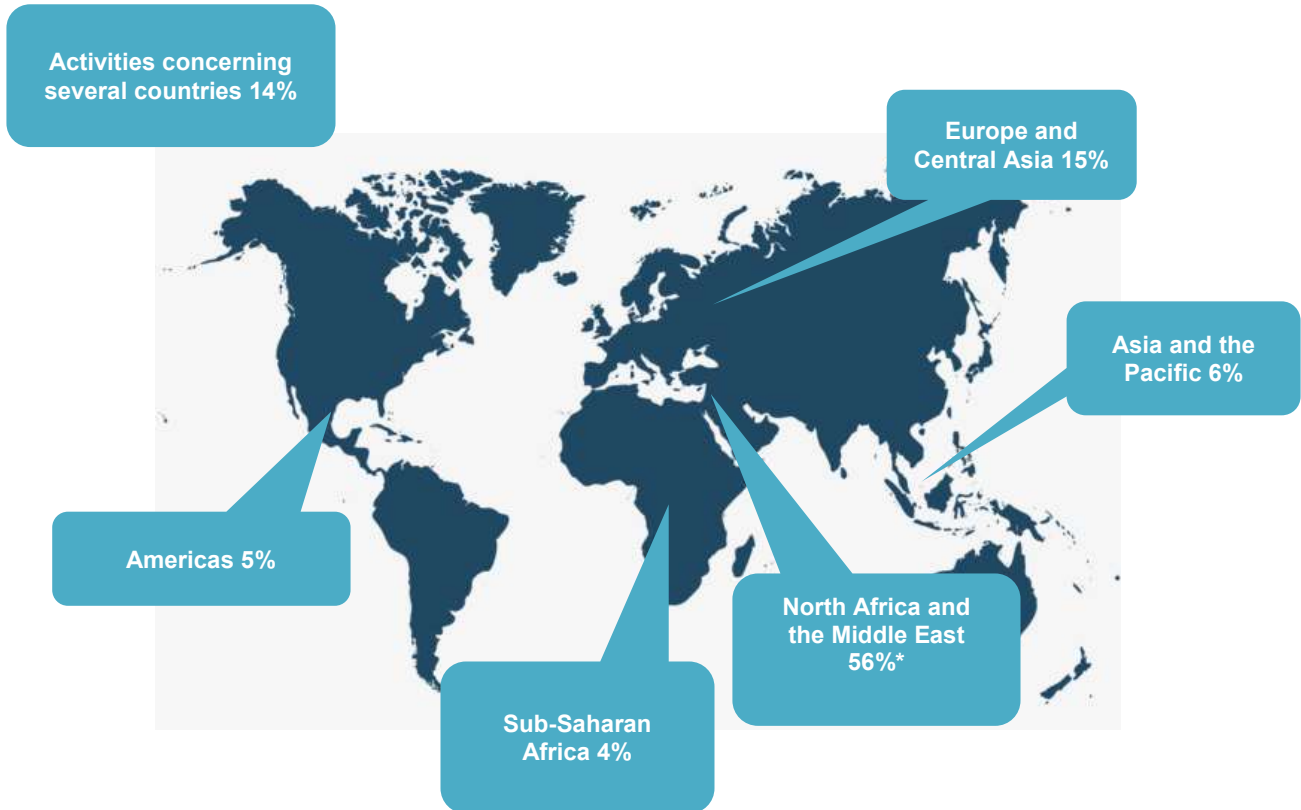 Activities concerning
several countries 14%
Europe and
Central Asia 15%
Asia and the
Pacific 6%
Americas 5%
North Africa and
the Middle East
56%*
Sub-Saharan
Africa 4%